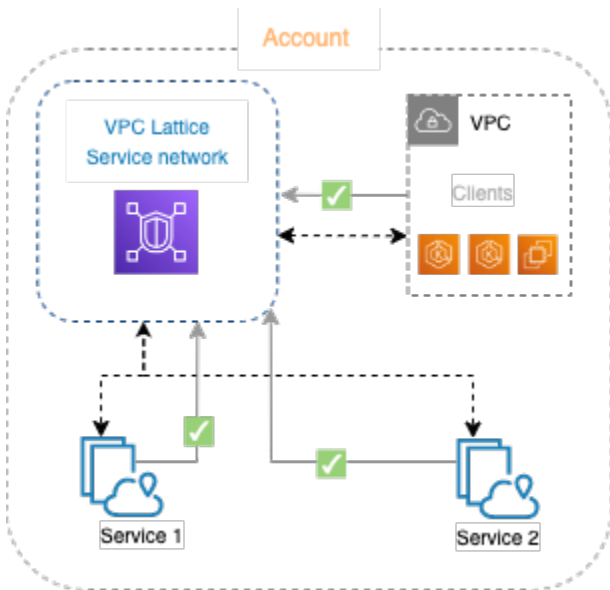 Account
VPC Lattice
Service network
VPC
Clients
Service 1
Service 2